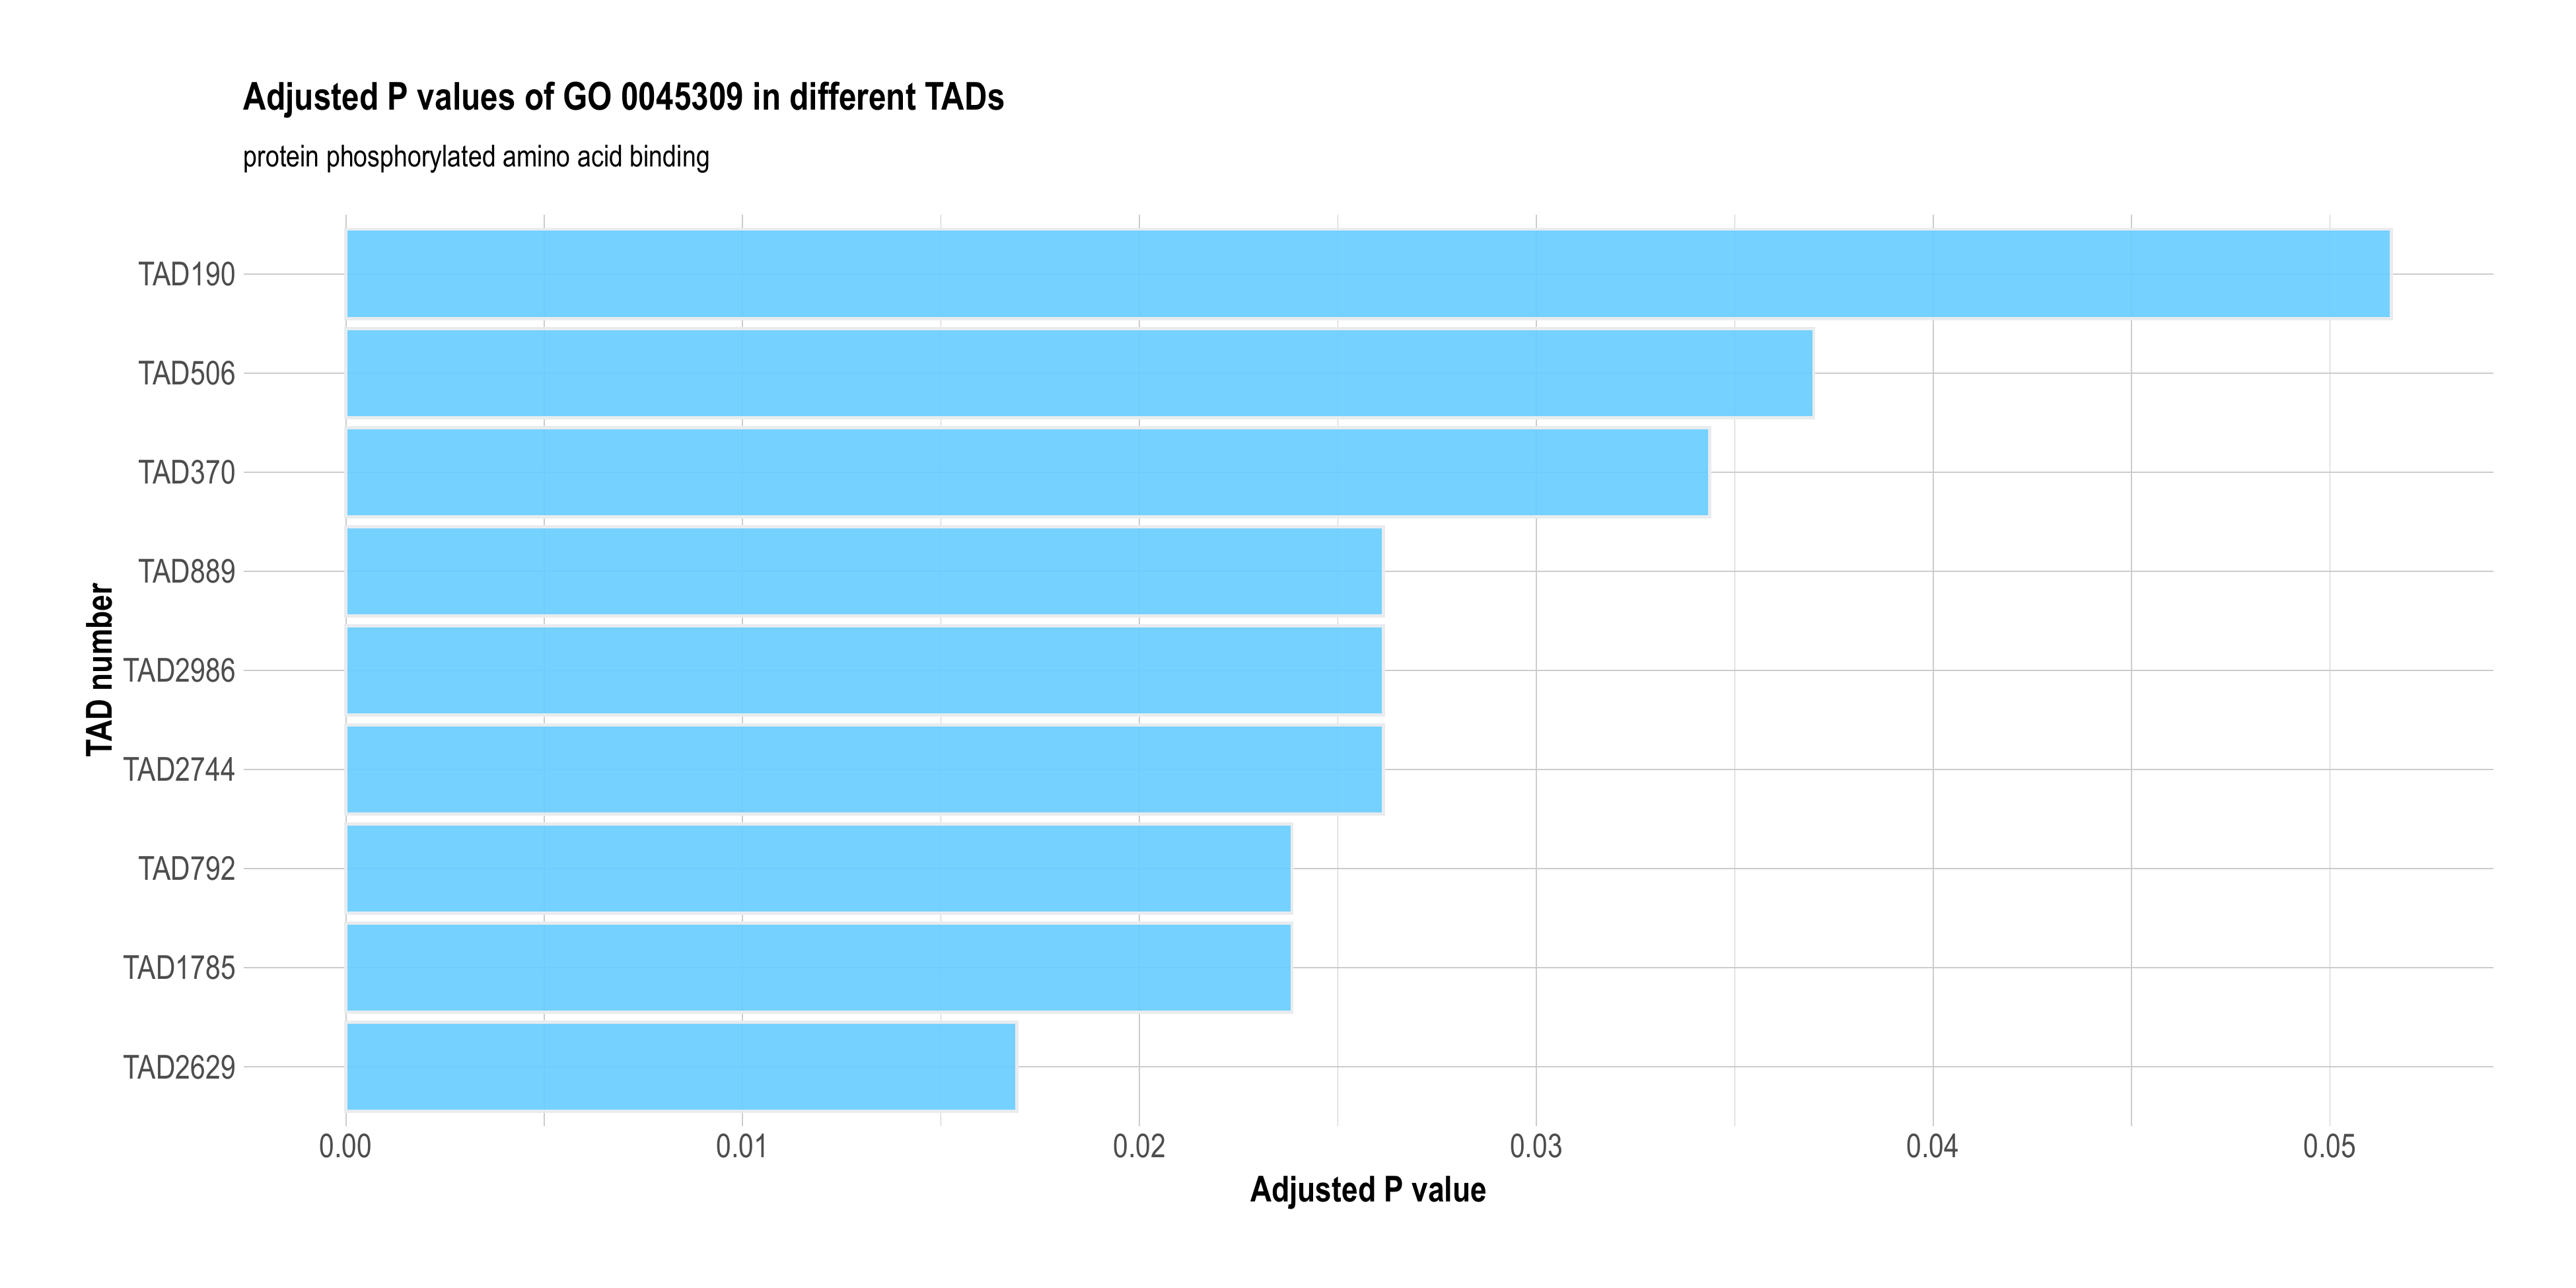 Adjusted P values of GO 0045309 in different TADs
protein phosphorylated amino acid binding
TAD number
TAD190
TAD506
TAD370
TAD889
TAD2986
TAD2744
TAD792
TAD1785
TAD2629
0.00 0.01 0.02 0.03 0.04 0.05
Adjusted P value